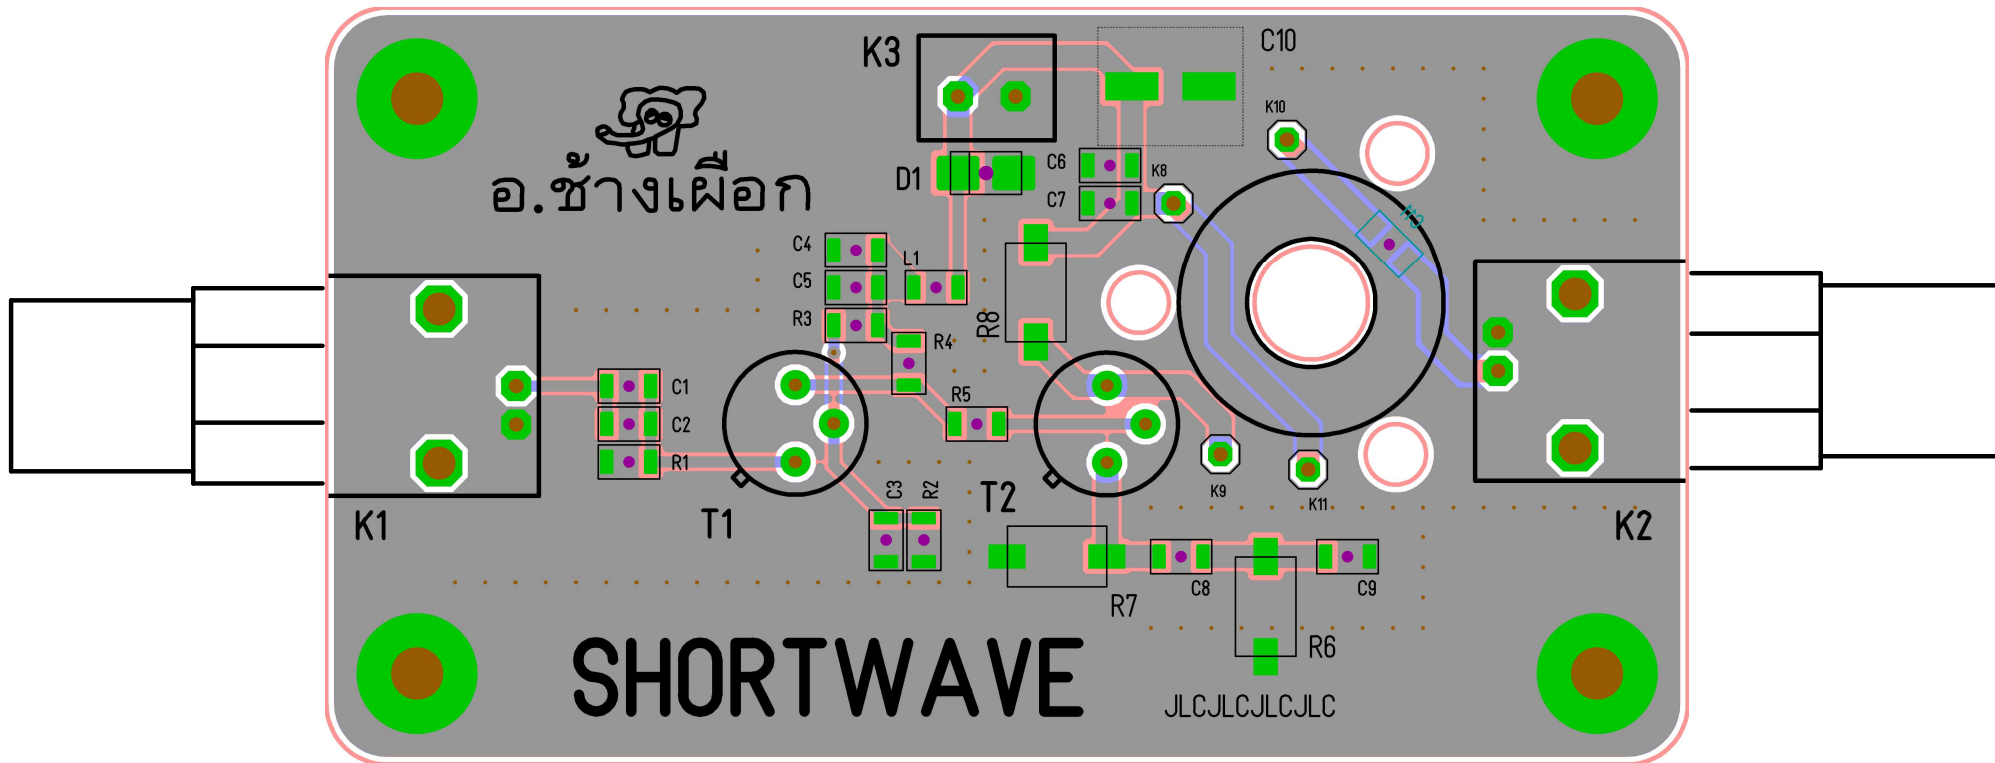 K3
C10
K10
อ.ช้างเผือก
D1
C6
K8
C7
C4
L1
C5
R3
R4
R8
R5
C1
C2
R1
C3
R2
K9
K11
K1
T1
T2
K2
R7
C8
C9
R6
SHORTWAVE
JLCJLCJLCJLC